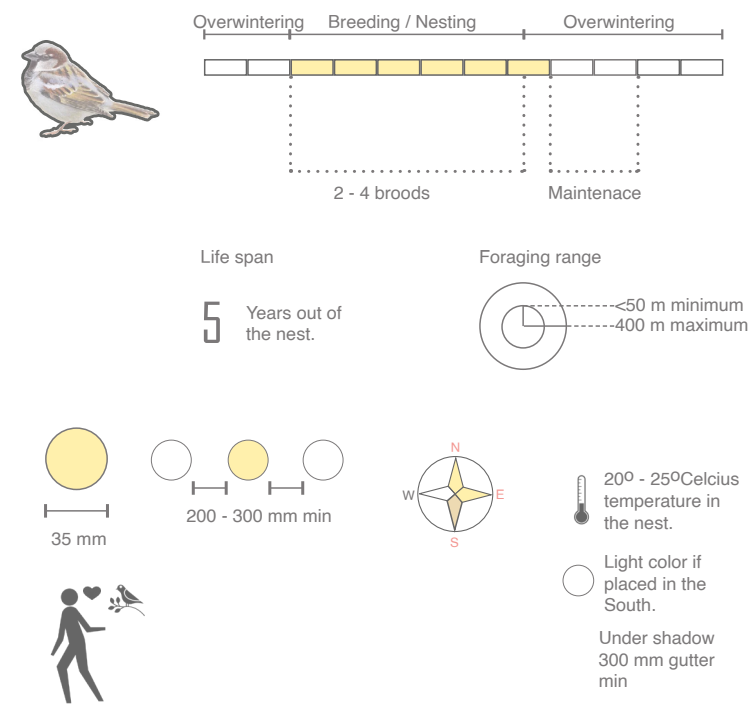 Overwintering
Breeding / Nesting
Overwintering
2 - 4 broods
Maintenace
Life span
Foraging range
5
Years out of
the nest.
<50 m minimum
400 m maximum
35 mm
200 - 300 mm min
N
W
E
S
20º - 25ºCelcius
temperature in
the nest.
Light color if
placed in the
South.
Under shadow
300 mm gutter
min